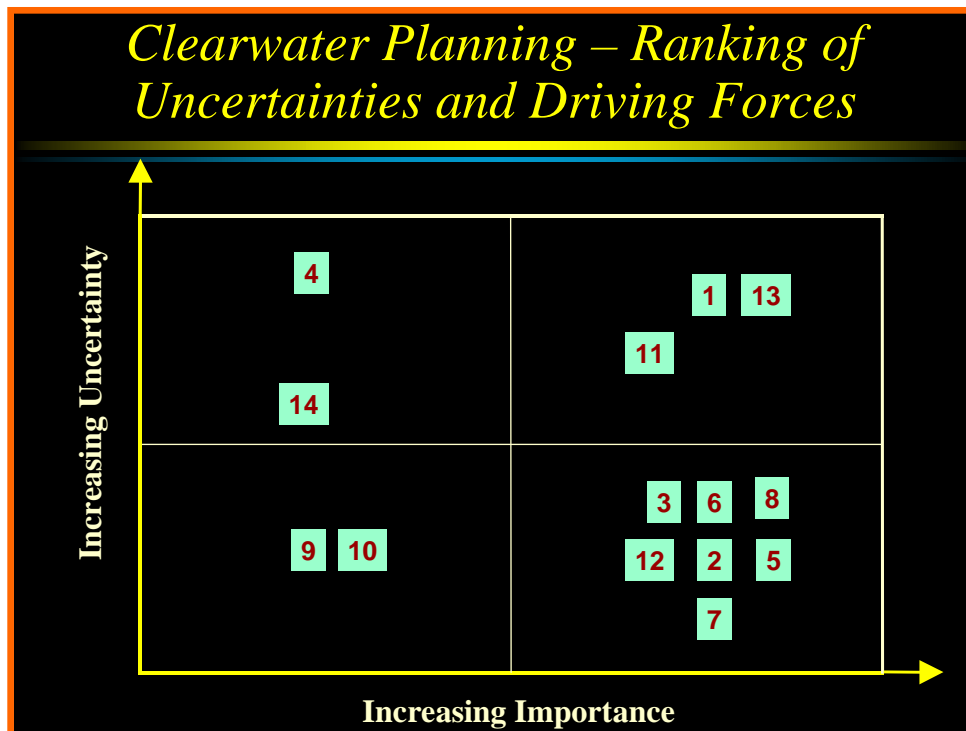 Clearwater Planning – Ranking of
Uncertainties and Driving Forces
Increasing Uncertainty
4
1 13
11
14
3 6 8
9 10
12 2 5
7
Increasing Importance